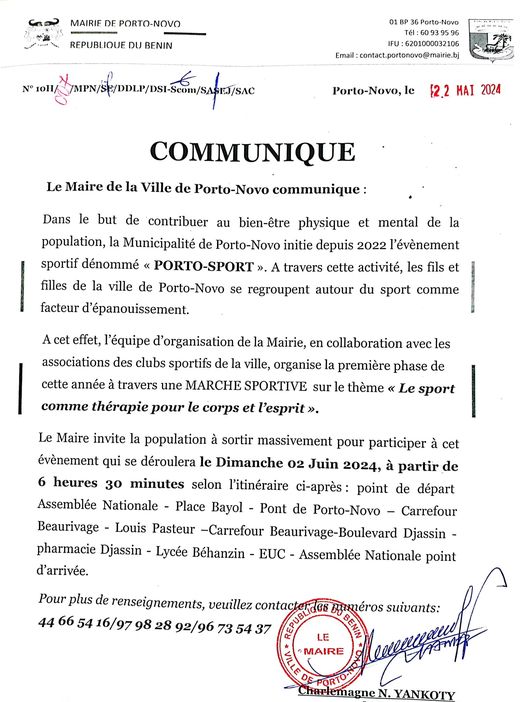 MAIRIE DE PORTO-NOVO
REPUBLIQUE DU BENIN
01 BP 36 Porto-Novo
Tél : 60 93 95 96
IFU : 6201000032106
Email : contact.portonovo@mairie.bj
N° 10II/ /MPN/SE/DDLP/DSI-Scom/SASEJ/SAC
Porto-Novo, le 22 MAI 2024
COMMUNIQUE
Le Maire de la Ville de Porto-Novo communique :
Dans le but de contribuer au bien-être physique et mental de la
population, la Municipalité de Porto-Novo initie depuis 2022 l'évènement
sportif dénommé « PORTO-SPORT ». A travers cette activité, les fils et
filles de la ville de Porto-Novo se regroupent autour du sport comme
facteur d'épanouissement.
A cet effet, l'équipe d'organisation de la Mairie, en collaboration avec les
associations des clubs sportifs de la ville, organise la première phase de
cette année à travers une MARCHE SPORTIVE sur le thème « Le sport
comme thérapie pour le corps et l'esprit ».
Le Maire invite la population à sortir massivement pour participer à cet
évènement qui se déroulera le Dimanche 02 Juin 2024, à partir de
6 heures 30 minutes selon l'itinéraire ci-après : point de départ
Assemblée Nationale - Place Bayol - Pont de Porto-Novo – Carrefour
Beaurivage - Louis Pasteur –Carrefour Beaurivage-Boulevard Djassin -
pharmacie Djassin - Lycée Béhanzin - EUC - Assemblée Nationale point
d'arrivée.
Pour plus de renseignements, veuillez contacter les numéros suivants:
44 66 54 16/97 98 28 92/96 73 54 37
REPUBLIQUE DU BENIN
LE
MAIRE
VILLE DE PORTO-NOVO
Charlemagne N. YANKOTY